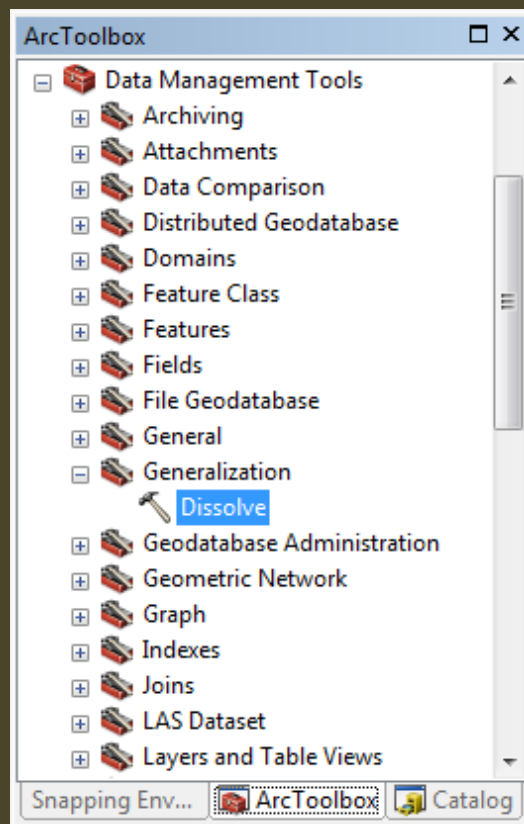 ArcToolbox
Data Management Tools
Archiving
Attachments
Data Comparison
Distributed Geodatabase
Domains
Feature Class
Features
Fields
File Geodatabase
General
Generalization
Dissolve
Geodatabase Administration
Geometric Network
Graph
Indexes
Joins
LAS Dataset
Layers and Table Views
Snapping Env... ArcToolbox Catalog